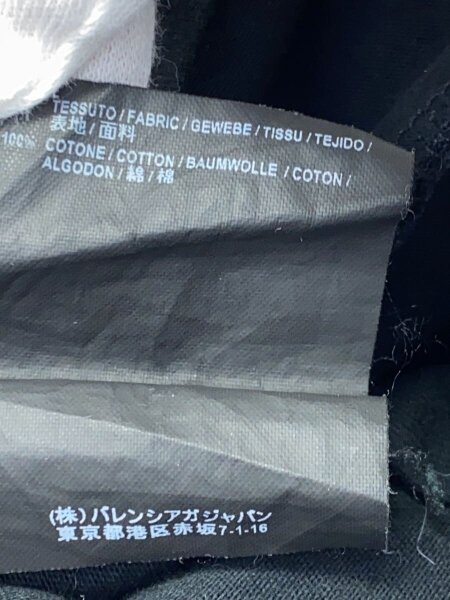 TESSUTO / FABRIC / GEWEBE / TISSU / TEJIDO /
表地 / 面料
100% COTONE / COTTON / BAUMWOLLE / COTON /
ALGODON / 綿 / 棉
(株) バレンシアガジャパン
東京都港区赤坂7-1-16